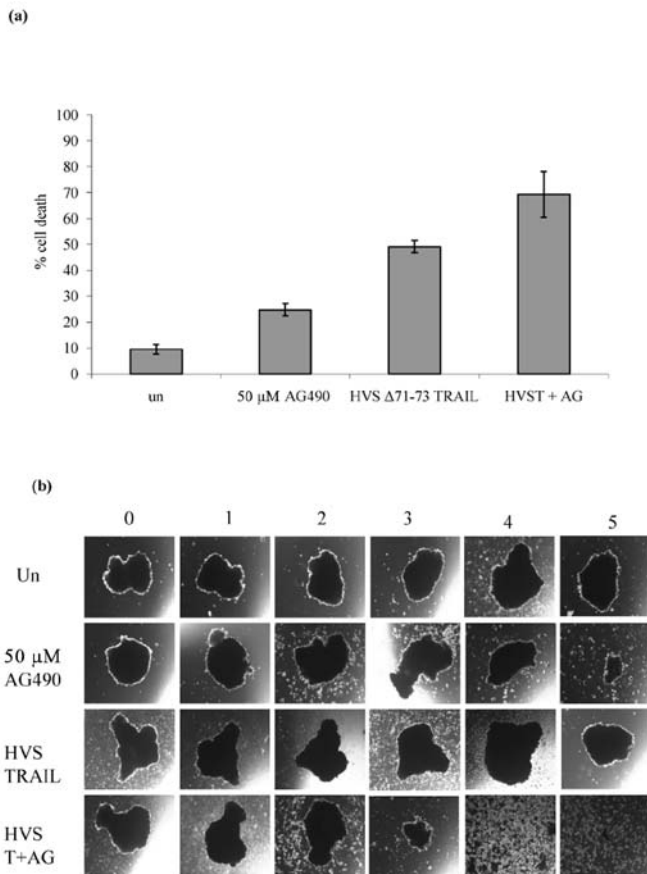 (a)
100
90
80
70
60
50
40
30
20
10
0
% cell death
un 50 μM AG490 HVS Δ71-73 TRAIL HVST + AG
(b)
0 1 2 3 4 5
Un
50 μM
AG490
HVS
TRAIL
HVS
T+AG